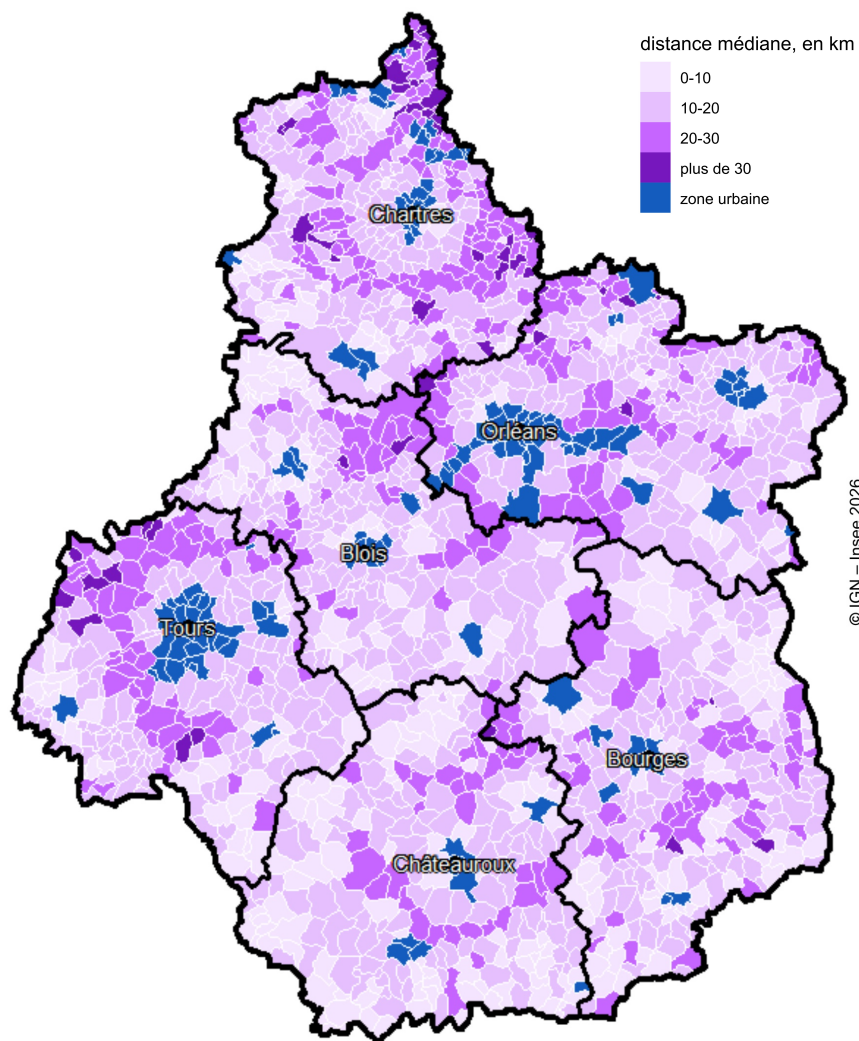 distance médiane, en km
0-10
10-20
20-30
plus de 30
zone urbaine
Chartres
Orléans
Blois
Tours
Bourges
Châteauroux
© IGN – Insee 2026